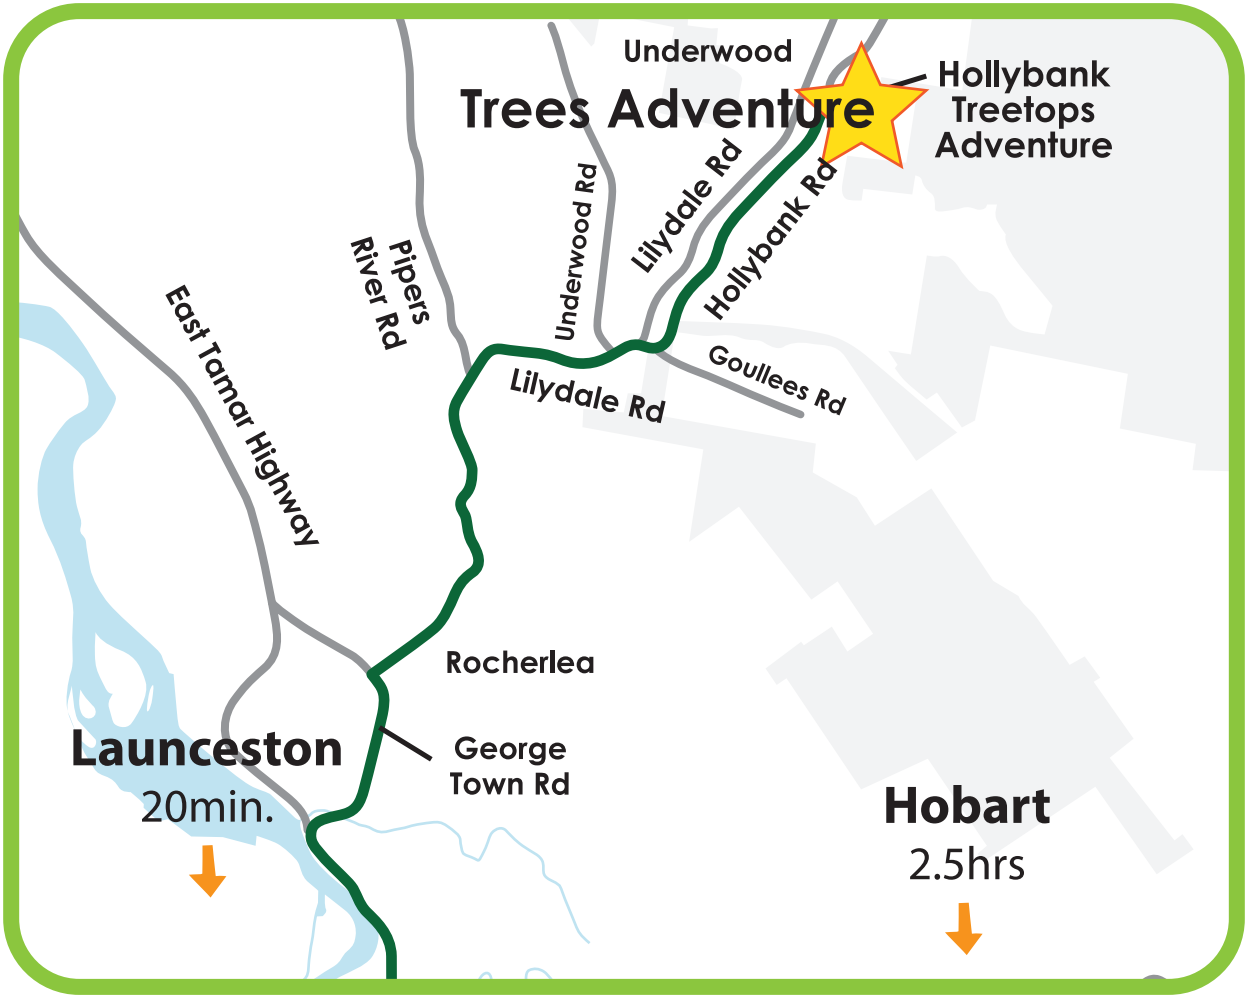 Underwood
Trees Adventure
Hollybank
Treetops
Adventure
Lilydale Rd
Hollybank Rd
Underwood Rd
Pipers
River Rd
East Tamar Highway
Goullees Rd
Lilydale Rd
Rocherlea
George
Town Rd
Launceston
20min.
Hobart
2.5hrs